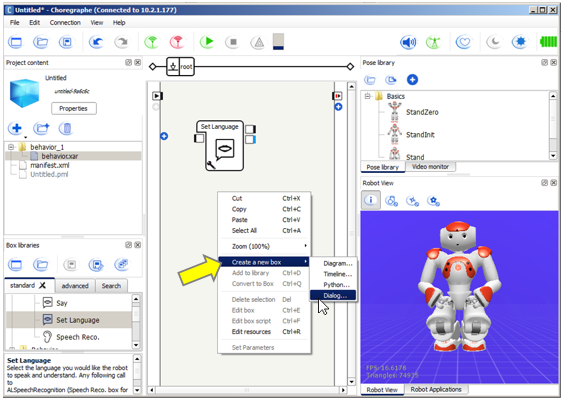 Untitled* - Choregraphe (Connected to 10.2.1.177)
File Edit Connection View Help
Project content
Untitled
Properties
behavior_1
behavior.xar
manifest.xml
Untitled.pml
Box libraries
standard X advanced Search
Say
Set Language
Speech Reco.
Set Language
Select the language you would like the robot
to speak and understand. Any following call
to
ALSpeechRecognition (Speech Reco. box for
root
Set Language
Cut Ctrl+X
Copy Ctrl+C
Paste Ctrl+V
Select All Ctrl+A
Zoom (100%)
Create a new box
Add to library Ctrl+D
Convert to Box Ctrl+Q
Delete selection Del
Edit box Ctrl+E
Edit box script Ctrl+F
Edit resources Ctrl+R
Set Parameters
Diagram...
Timeline...
Python...
Dialog...
Pose library
Basics
StandZero
StandInit
Stand
Pose library Video monitor
Robot View
FPS: 16.6178
Robot View Robot Applications